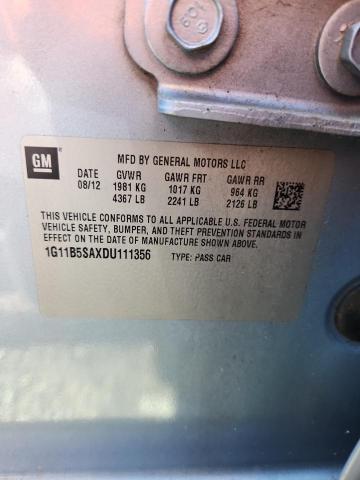 GM
MFD BY GENERAL MOTORS LLC
DATE GVWR GAWR FRT GAWR RR
08/12 1981 KG 1017 KG 964 KG
4367 LB 2241 LB 2126 LB
THIS VEHICLE CONFORMS TO ALL APPLICABLE U.S. FEDERAL MOTOR
VEHICLE SAFETY, BUMPER, AND THEFT PREVENTION STANDARDS IN
EFFECT ON THE DATE OF MANUFACTURE SHOWN ABOVE.
1G11B5SAXDU111356 TYPE: PASS CAR